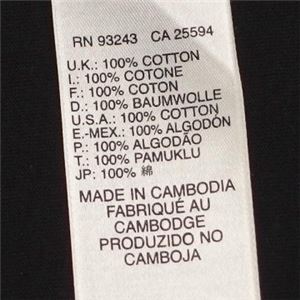 RN 93243 CA 25594
U.K.: 100% COTTON
I.: 100% COTONE
F.: 100% COTON
D.: 100% BAUMWOLLE
U.S.A.: 100% COTTON
E.-MEX.: 100% ALGODÓN
P.: 100% ALGODÃO
T.: 100% PAMUKLU
JP: 100% 綿
MADE IN CAMBODIA
FABRIQUÉ AU
CAMBODGE
PRODUZIDO NO
CAMBOJA